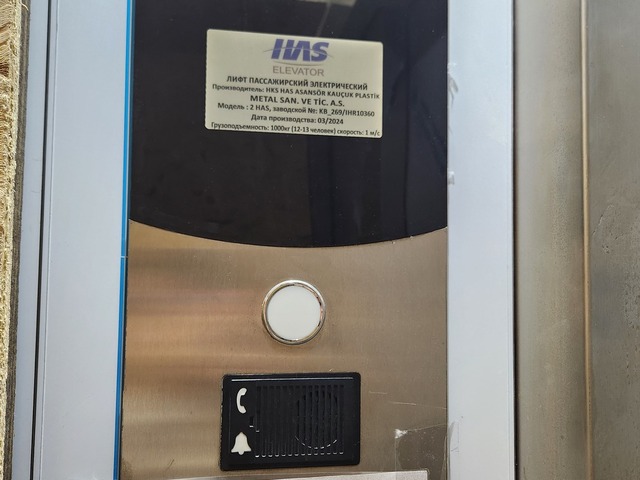 HAS
ELEVATOR
ЛИФТ ПАССАЖИРСКИЙ ЭЛЕКТРИЧЕСКИЙ
Производитель: HKS HAS ASANSÖR KAUÇUK PLASTİK
METAL SAN. VE TİC. A.S.
Модель : 2 HAS, заводской №: KB_269/IHR10360
Дата производства: 03/2024
Грузоподъемность: 1000кг (12-13 человек) скорость: 1 м/с